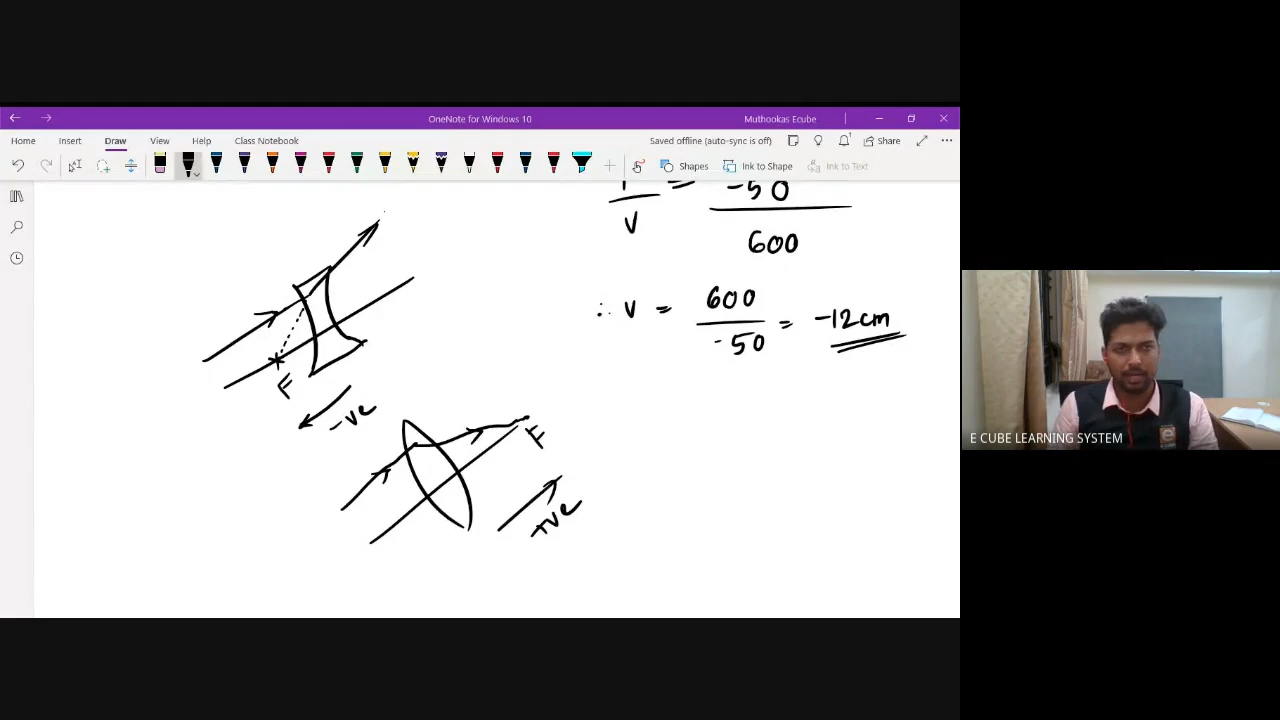 OneNote for Windows 10
Muthookas Ecube
Home Insert Draw View Help Class Notebook
Saved offline (auto-sync is off)
Share
Shapes
Ink to Shape
Ink to Text
V
-50
600
∴ V = 600
-50
= -12cm
F
-ve
F
+ve
E CUBE LEARNING SYSTEM